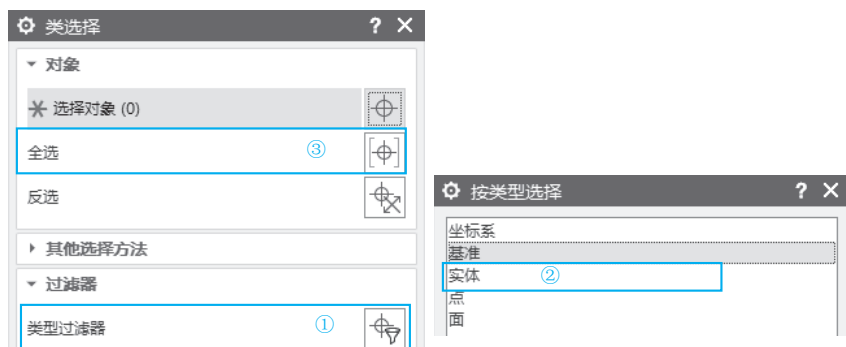 类选择 ? ×
对象
选择对象 (0)
全选 ③
反选
其他选择方法
过滤器
类型过滤器 ①
按类型选择 ? ×
坐标系
基准
实体 ②
点
面